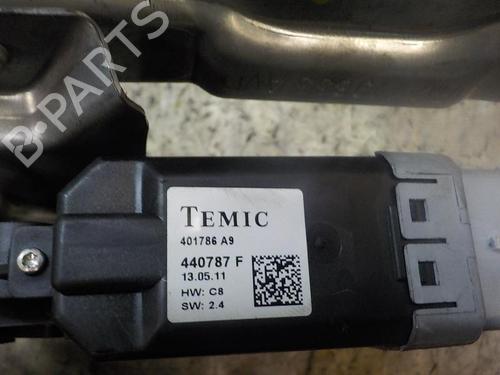 B-PARTS
TEMIC
401786 A9
440787 F
13.05.11
HW: C8
SW: 2.4